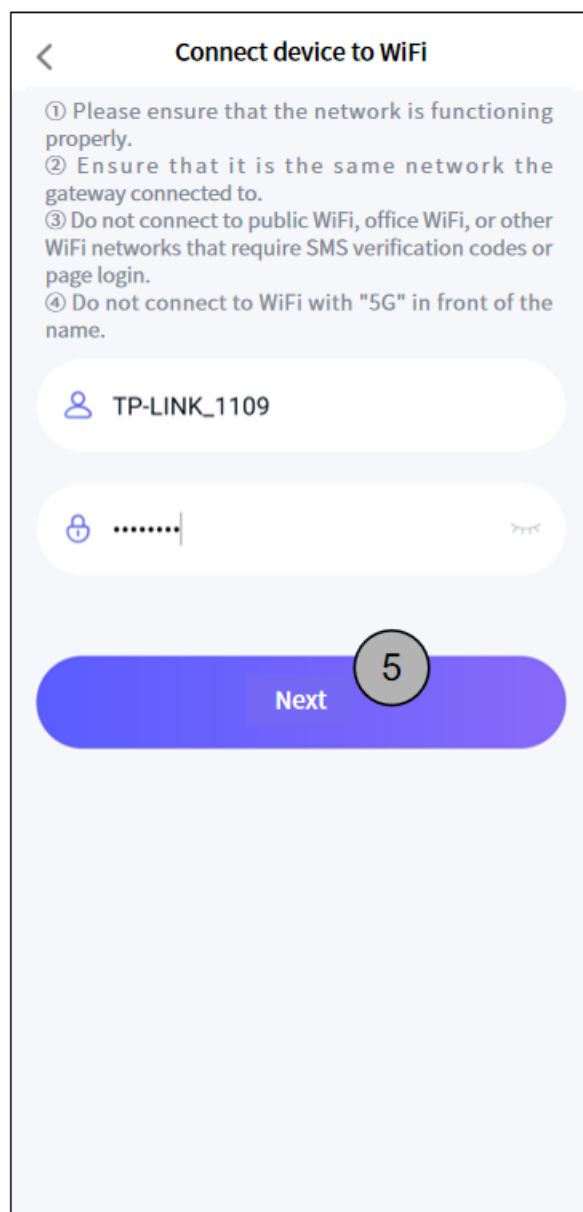 Connect device to WiFi
① Please ensure that the network is functioning
properly.
② Ensure that it is the same network the
gateway connected to.
③ Do not connect to public WiFi, office WiFi, or other
WiFi networks that require SMS verification codes or
page login.
④ Do not connect to WiFi with "5G" in front of the
name.
TP-LINK_1109
••••••••
5
Next